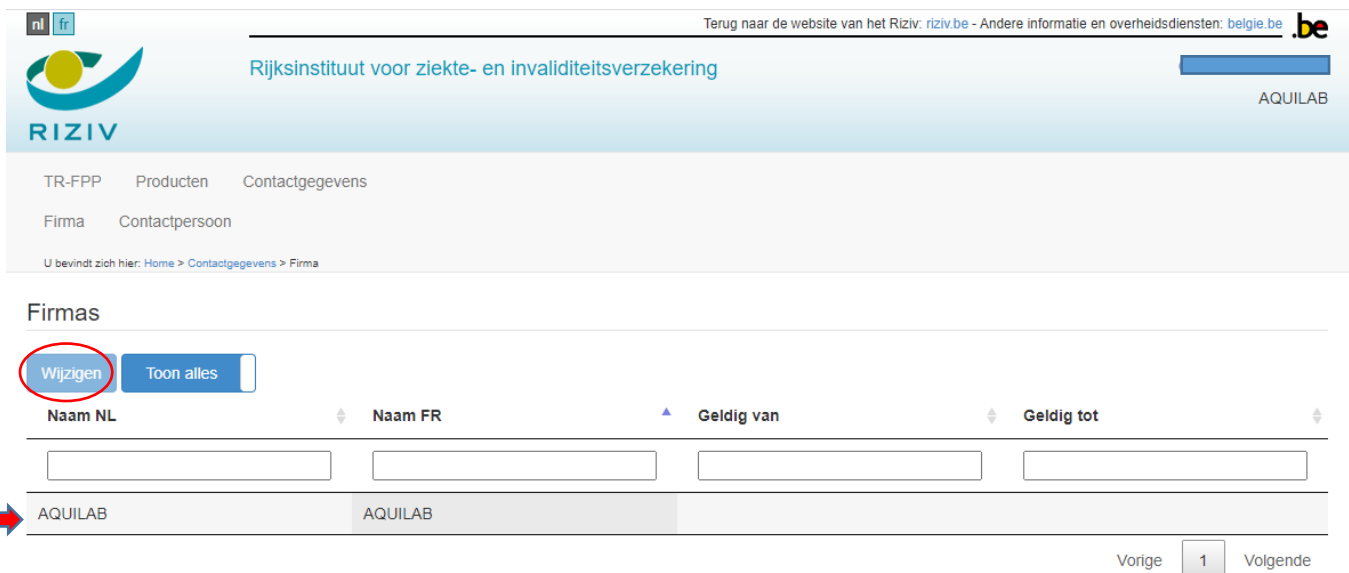 nl fr
Terug naar de website van het Riziv: riziv.be - Andere informatie en overheidsdiensten: belgie.be .be
Rijksinstituut voor ziekte- en invaliditeitsverzekering
AQUILAB
RIZIV
TR-FPP Producten Contactgegevens
Firma Contactpersoon
U bevindt zich hier: Home > Contactgegevens > Firma
Firmas
Wijzigen Toon alles
Naam NL Naam FR Geldig van Geldig tot
AQUILAB AQUILAB
Vorige 1 Volgende